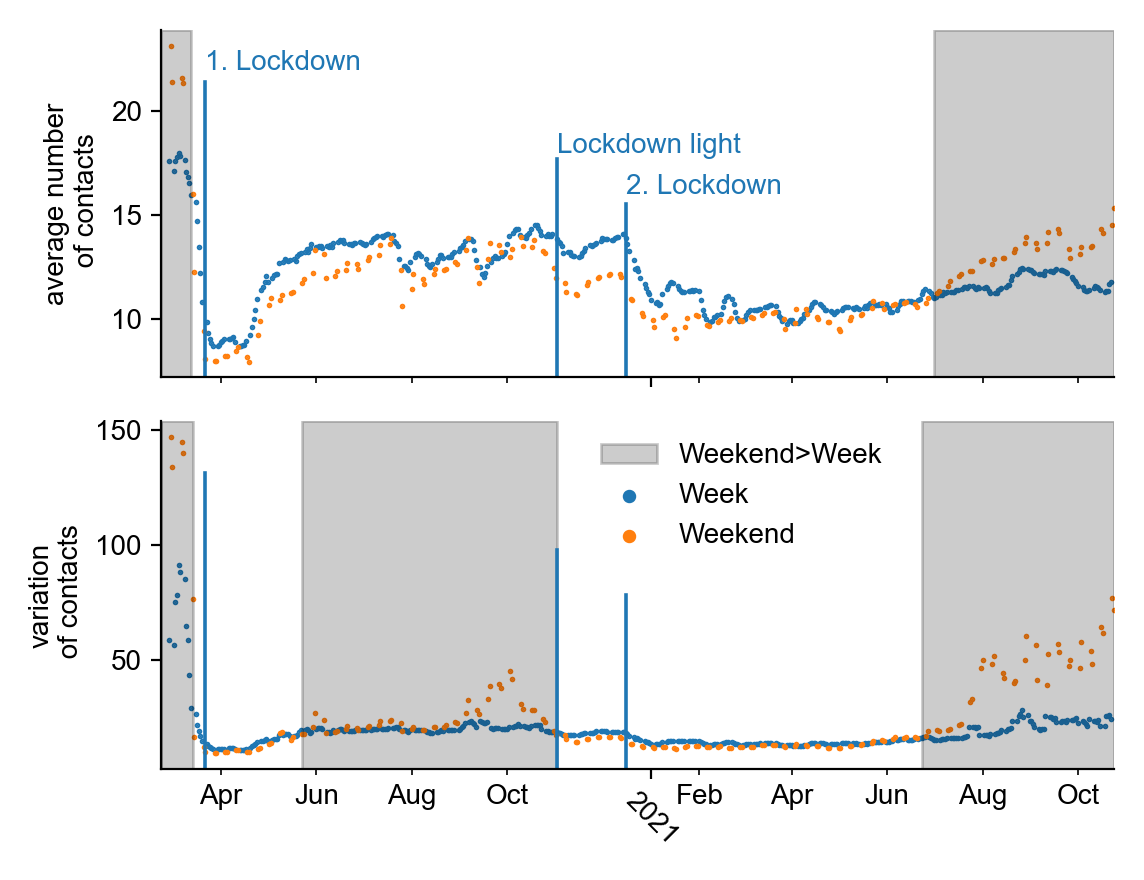 1. Lockdown
Lockdown light
2. Lockdown
average number
of contacts
20
15
10
Weekend>Week
Week
Weekend
variation
of contacts
150
100
50
Apr Jun Aug Oct 2021 Feb Apr Jun Aug Oct